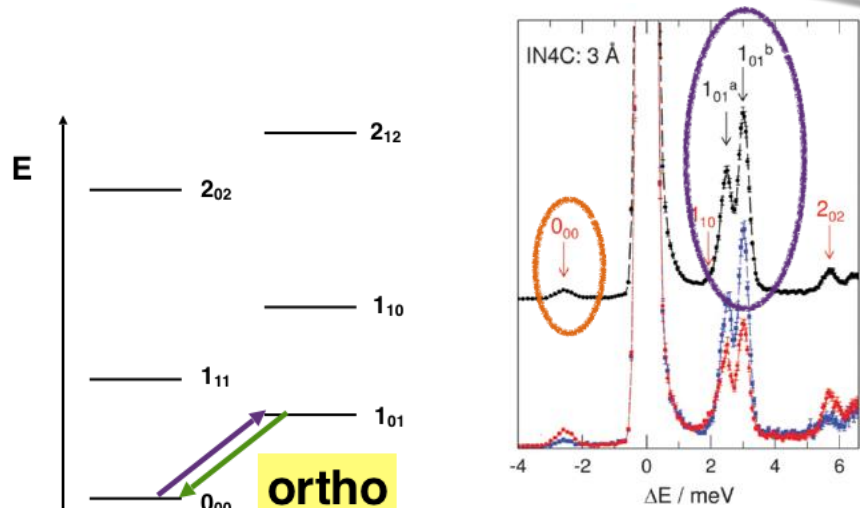 E
2₁₂
2₀₂
1₁₀
1₁₁
1₀₁
0₀₀
ortho
IN4C: 3 Å
1₀₁ᵇ
1₀₁ᵃ
1₁₀
0₀₀
2₀₂
-4 -2 0 2 4 6
ΔE / meV